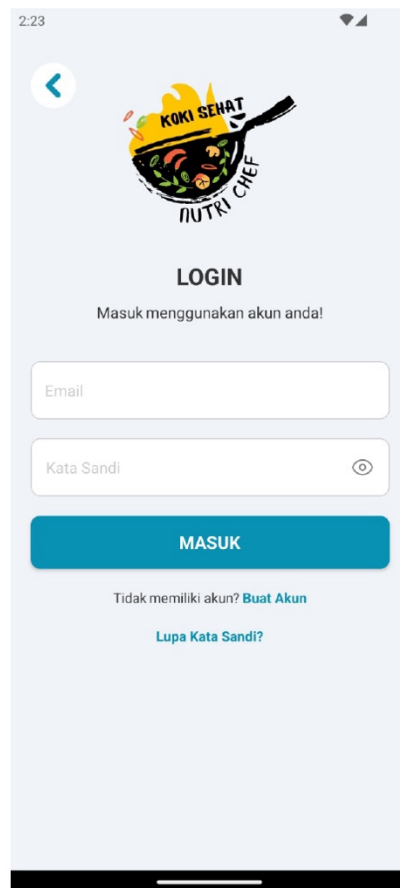 2:23
KOKI SEHAT
NUTRI CHEF
LOGIN
Masuk menggunakan akun anda!
Email
Kata Sandi
MASUK
Tidak memiliki akun? Buat Akun
Lupa Kata Sandi?